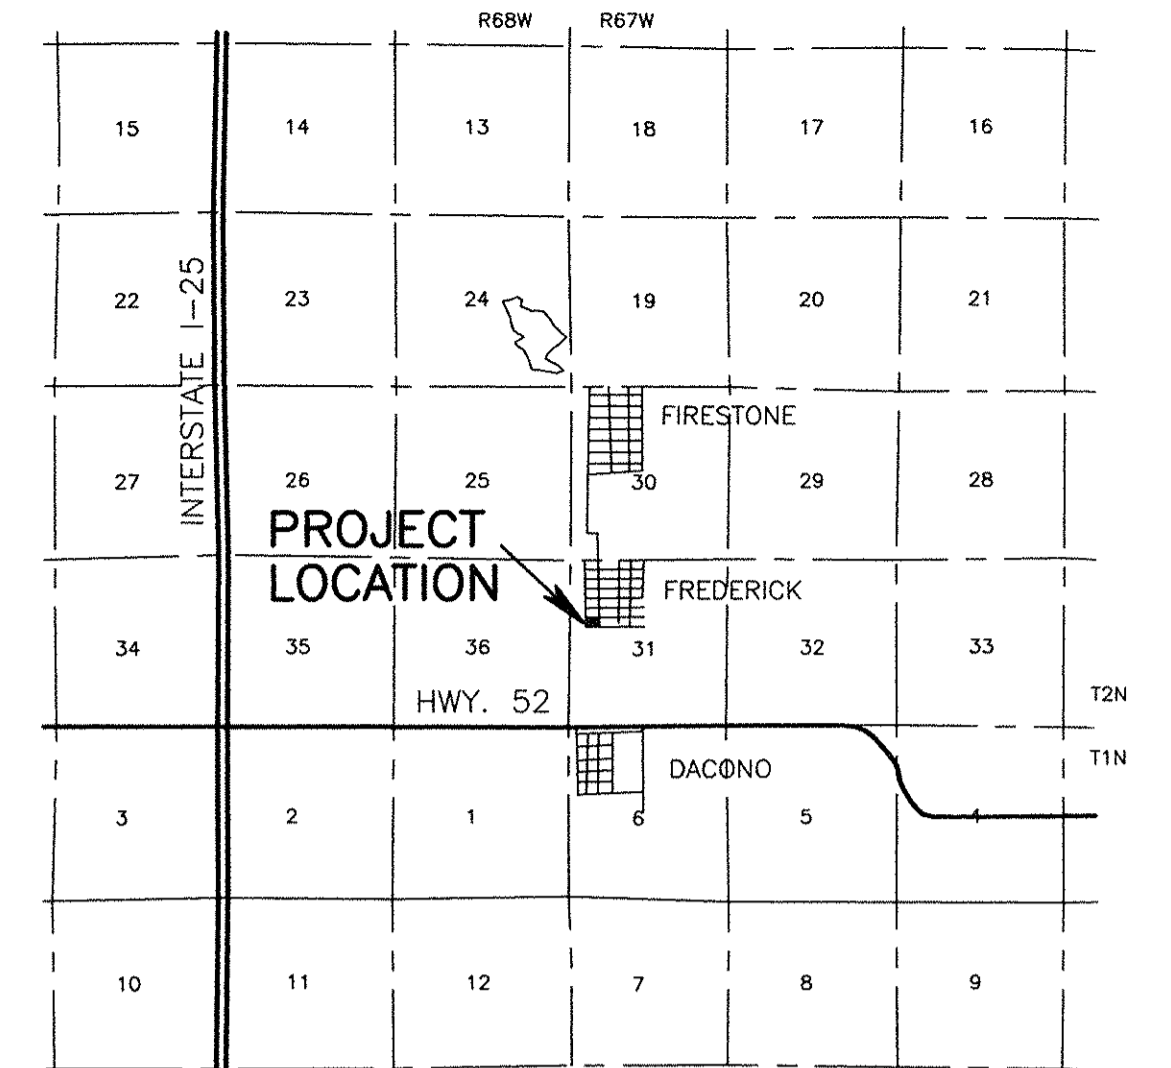 R68W R67W
15 14 13 18 17 16
INTERSTATE I-25
22 23 24 19 20 21
FIRESTONE
27 26 25 30 29 28
PROJECT
LOCATION
FREDERICK
34 35 36 31 32 33
HWY. 52
T2N
T1N
DACONO
3 2 1 6 5 4
10 11 12 7 8 9